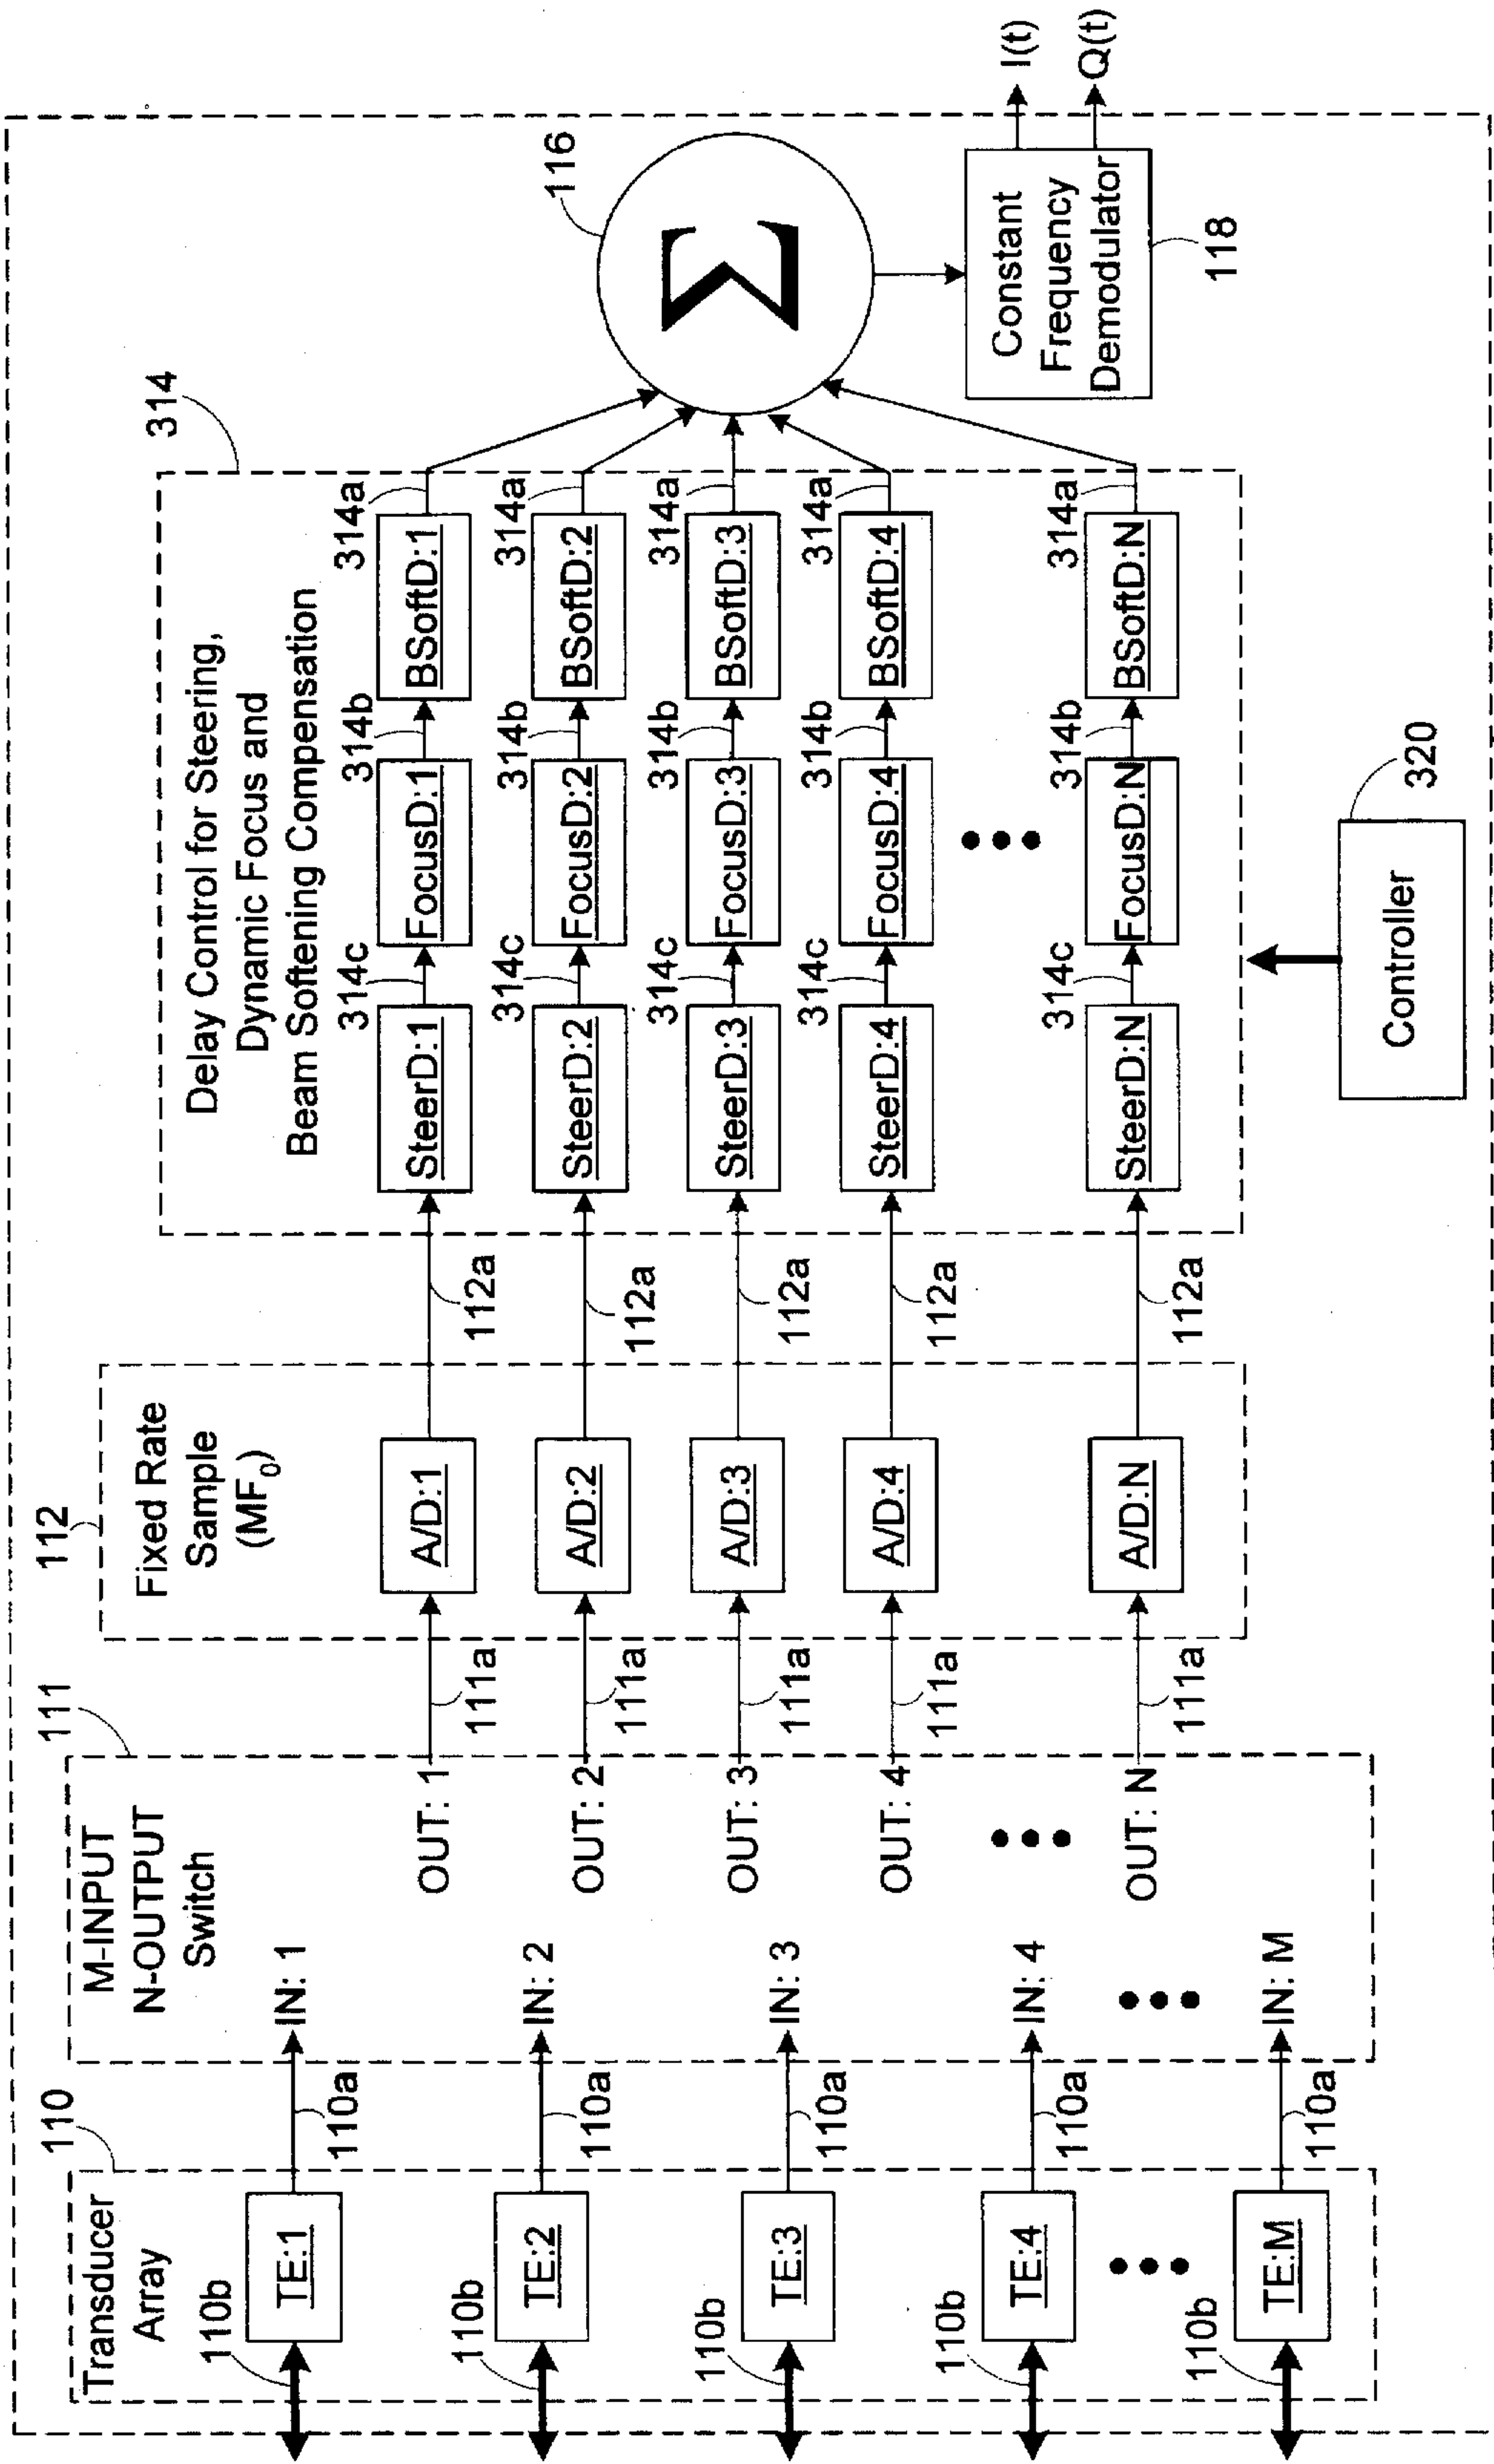 110
Transducer
Array
110b
TE:1
110a
110b
TE:2
110a
110b
TE:3
110a
110b
TE:4
110a
110b
TE:M
110a
111
M-INPUT
N-OUTPUT
Switch
IN: 1
IN: 2
IN: 3
IN: 4
IN: M
OUT: 1
OUT: 2
OUT: 3
OUT: 4
OUT: N
111a
111a
111a
111a
111a
112
Fixed Rate
Sample
(MF₀)
A/D:1
A/D:2
A/D:3
A/D:4
A/D:N
112a
112a
112a
112a
112a
314
Delay Control for Steering,
Dynamic Focus and
Beam Softening Compensation
SteerD:1
314c
FocusD:1
314b
BSoftD:1
314a
SteerD:2
314c
FocusD:2
314b
BSoftD:2
314a
SteerD:3
314c
FocusD:3
314b
BSoftD:3
314a
SteerD:4
314c
FocusD:4
314b
BSoftD:4
314a
SteerD:N
314c
FocusD:N
314b
BSoftD:N
314a
320
Controller
116
Σ
Constant
Frequency
Demodulator
118
I(t)
Q(t)